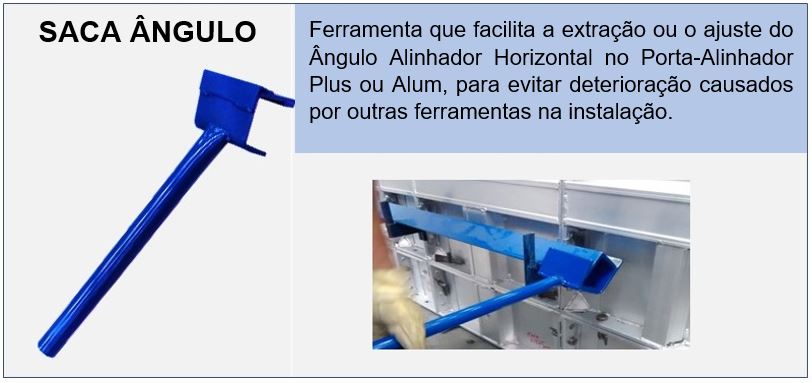 SACA ÂNGULO
Ferramenta que facilita a extração ou o ajuste do
Ângulo Alinhador Horizontal no Porta-Alinhador
Plus ou Alum, para evitar deterioração causados
por outras ferramentas na instalação.